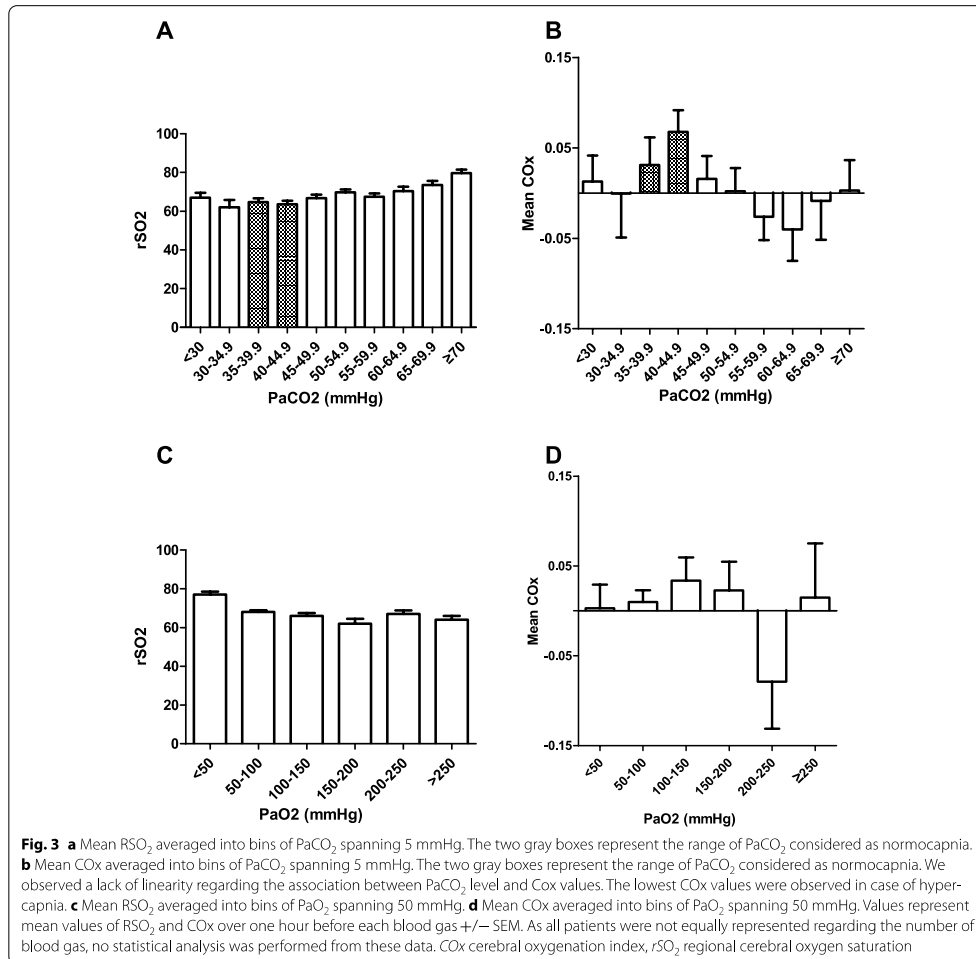 A
B
100
80
60
40
20
0
rSO2
<30
30-34.9
35-39.9
40-44.9
45-49.9
50-54.9
55-59.9
60-64.9
65-69.9
≥70
PaCO2 (mmHg)
0.15
0.05
-0.05
-0.15
Mean COx
<30
30-34.9
35-39.9
40-44.9
45-49.9
50-54.9
55-59.9
60-64.9
65-69.9
≥70
PaCO2 (mmHg)
C
D
100
80
60
40
20
0
rSO2
<50
50-100
100-150
150-200
200-250
>250
PaO2 (mmHg)
0.15
0.05
-0.05
-0.15
Mean COx
<50
50-100
100-150
150-200
200-250
≥250
PaO2 (mmHg)
Fig. 3 a Mean RSO2 averaged into bins of PaCO2 spanning 5 mmHg. The two gray boxes represent the range of PaCO2 considered as normocapnia.
b Mean COx averaged into bins of PaCO2 spanning 5 mmHg. The two gray boxes represent the range of PaCO2 considered as normocapnia. We
observed a lack of linearity regarding the association between PaCO2 level and Cox values. The lowest COx values were observed in case of hyper-
capnia. c Mean RSO2 averaged into bins of PaO2 spanning 50 mmHg. d Mean COx averaged into bins of PaO2 spanning 50 mmHg. Values represent
mean values of RSO2 and COx over one hour before each blood gas +/− SEM. As all patients were not equally represented regarding the number of
blood gas, no statistical analysis was performed from these data. COx cerebral oxygenation index, rSO2 regional cerebral oxygen saturation